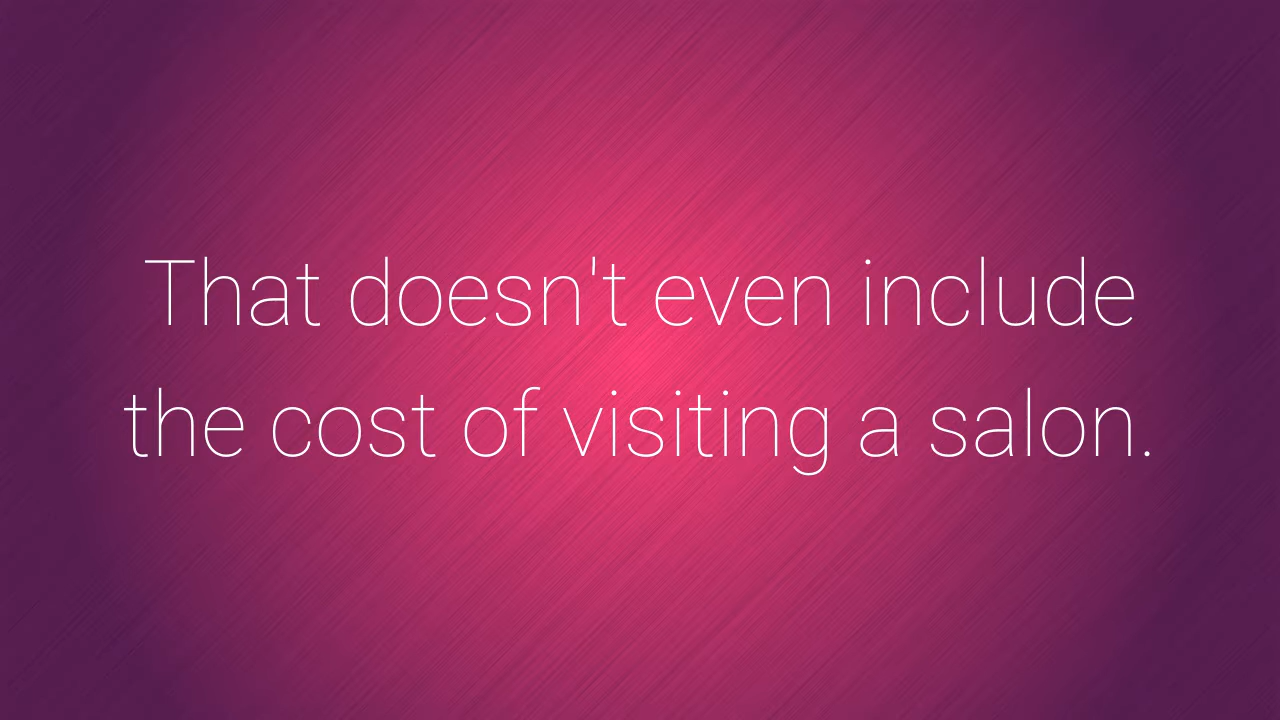 That doesn't even include
the cost of visiting a salon.